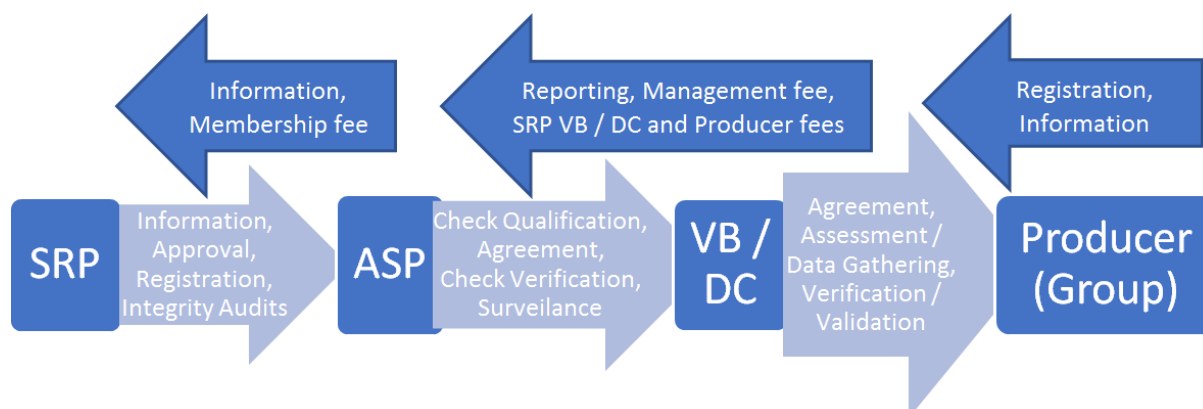 Information,
Membership fee
Reporting, Management fee,
SRP VB / DC and Producer fees
Registration,
Information
SRP
Information,
Approval,
Registration,
Integrity Audits
ASP
Check Qualification,
Agreement,
Check Verification,
Surveilance
VB /
DC
Agreement,
Assessment /
Data Gathering,
Verification /
Validation
Producer
(Group)